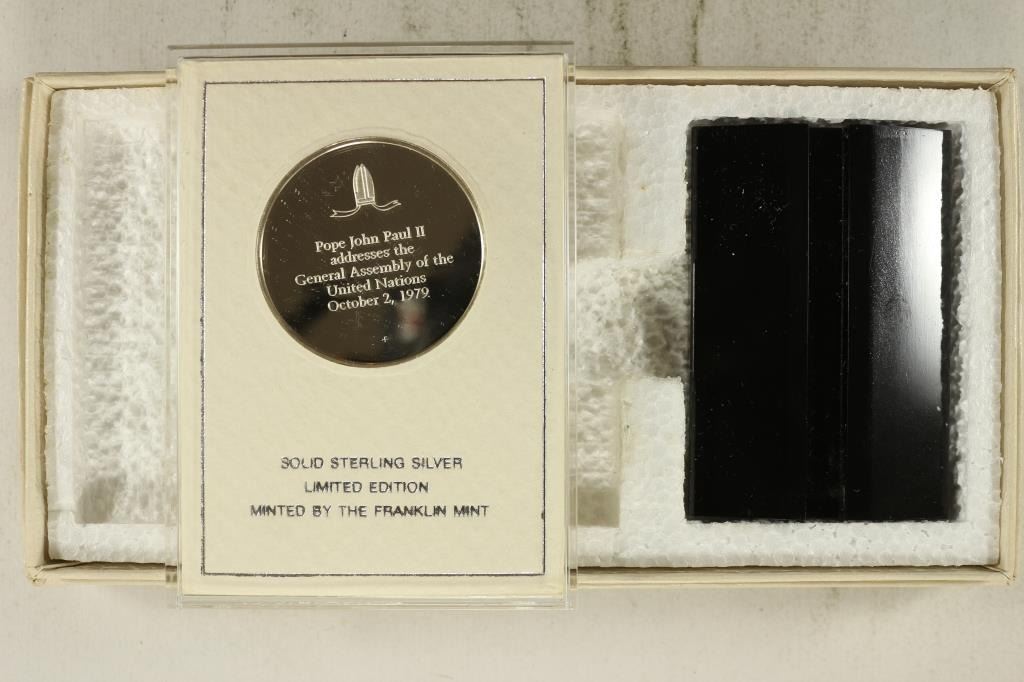 Pope John Paul II
addresses the
General Assembly of the
United Nations
October 2, 1979.
SOLID STERLING SILVER
LIMITED EDITION
MINTED BY THE FRANKLIN MINT